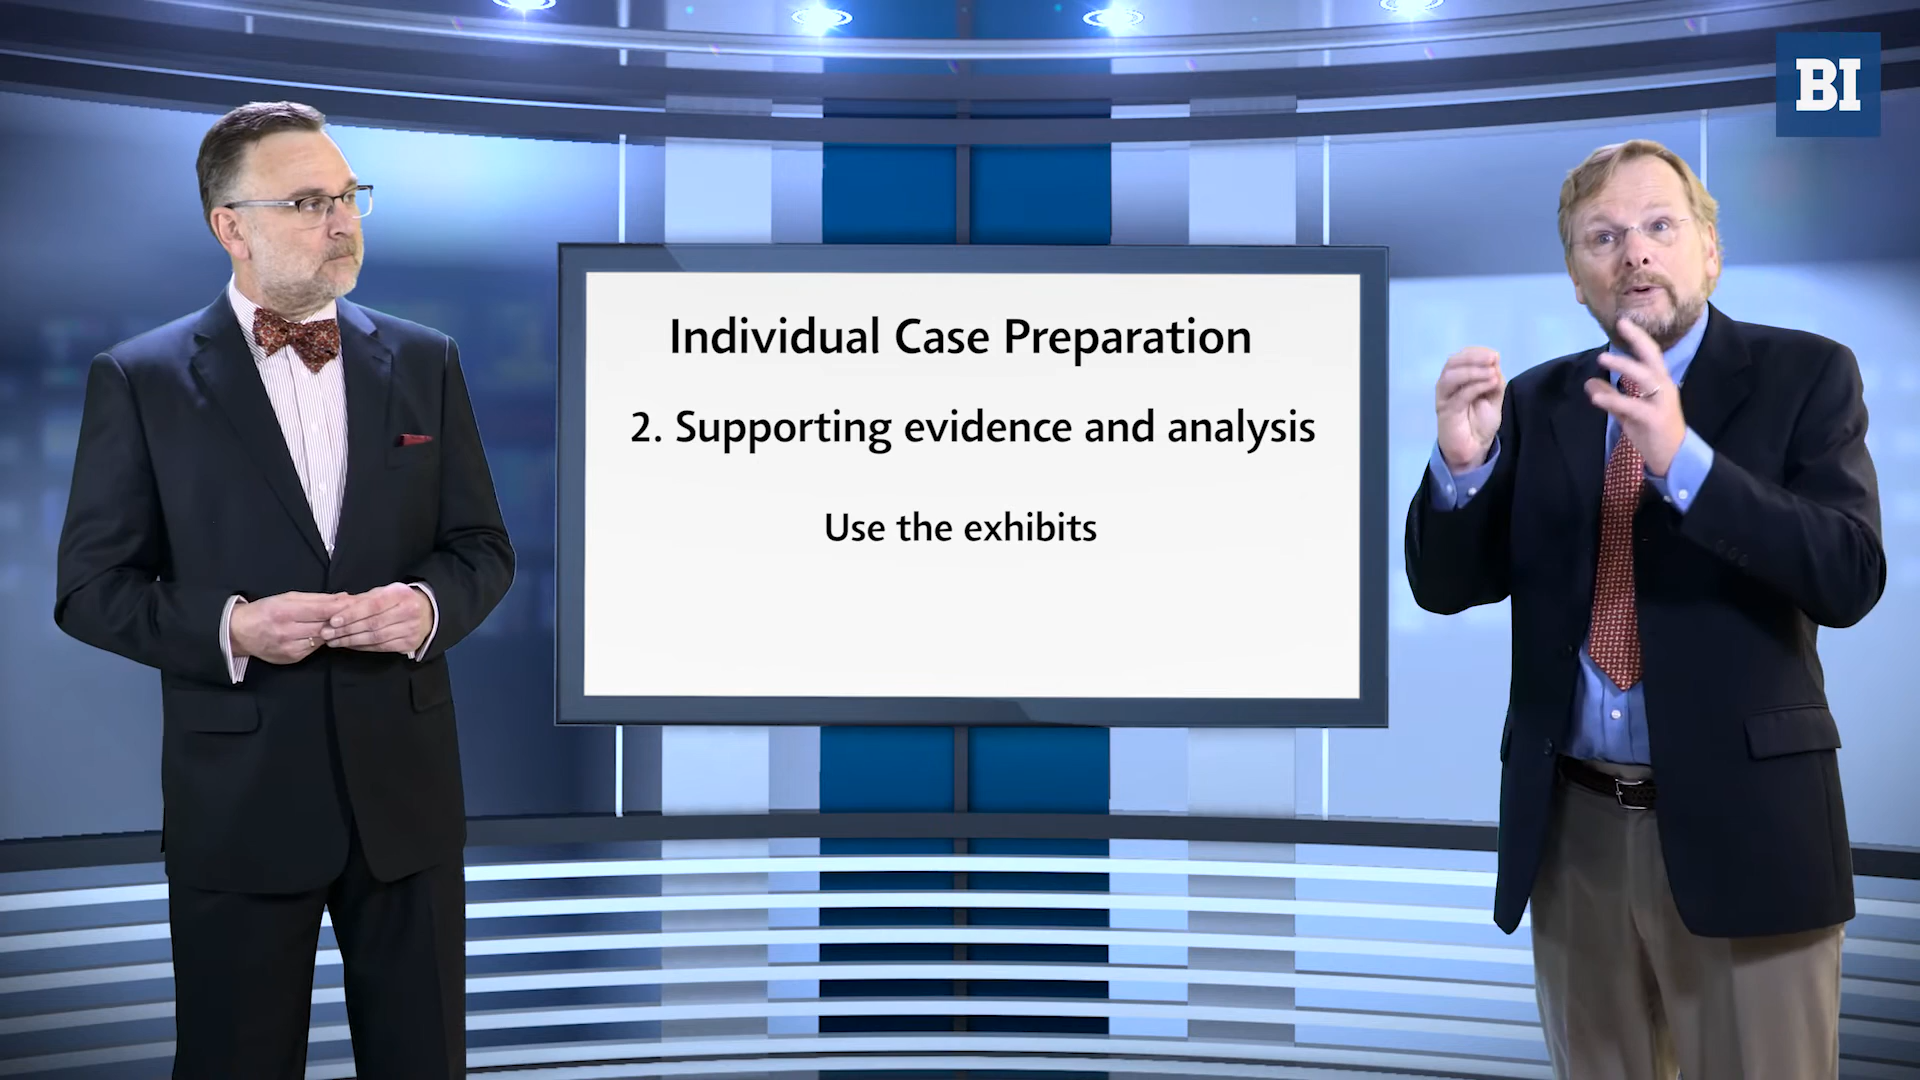 BI
Individual Case Preparation
2. Supporting evidence and analysis
Use the exhibits